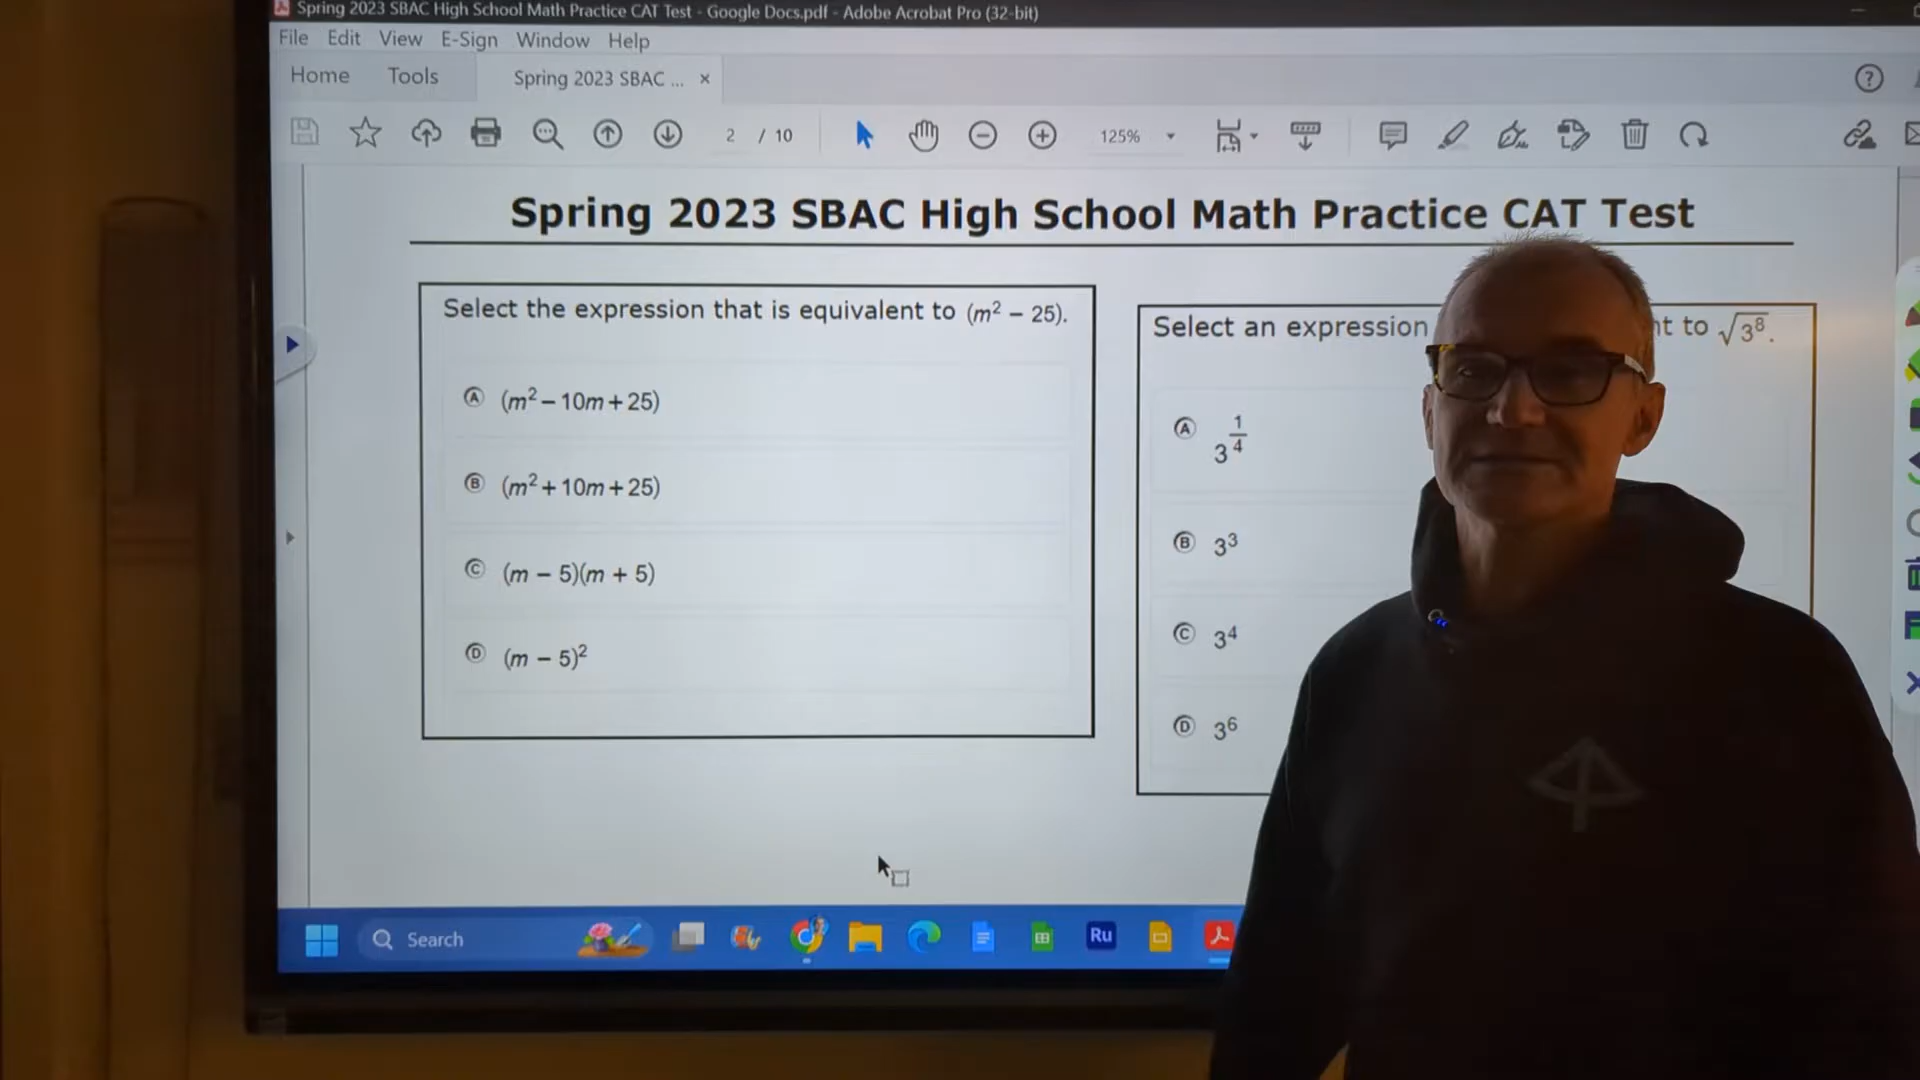 Spring 2023 SBAC High School Math Practice CAT Test - Google Docs.pdf - Adobe Acrobat Pro (32-bit)
File Edit View E-Sign Window Help
Home Tools Spring 2023 SBAC ... ×
2 / 10 125%
Spring 2023 SBAC High School Math Practice CAT Test
Select the expression that is equivalent to (m² – 25).
A (m² – 10m + 25)
B (m² + 10m + 25)
C (m – 5)(m + 5)
D (m – 5)²
Select an expression nt to √3⁸.
A 3^(1/4)
B 3³
C 3⁴
D 3⁶
Search Ru